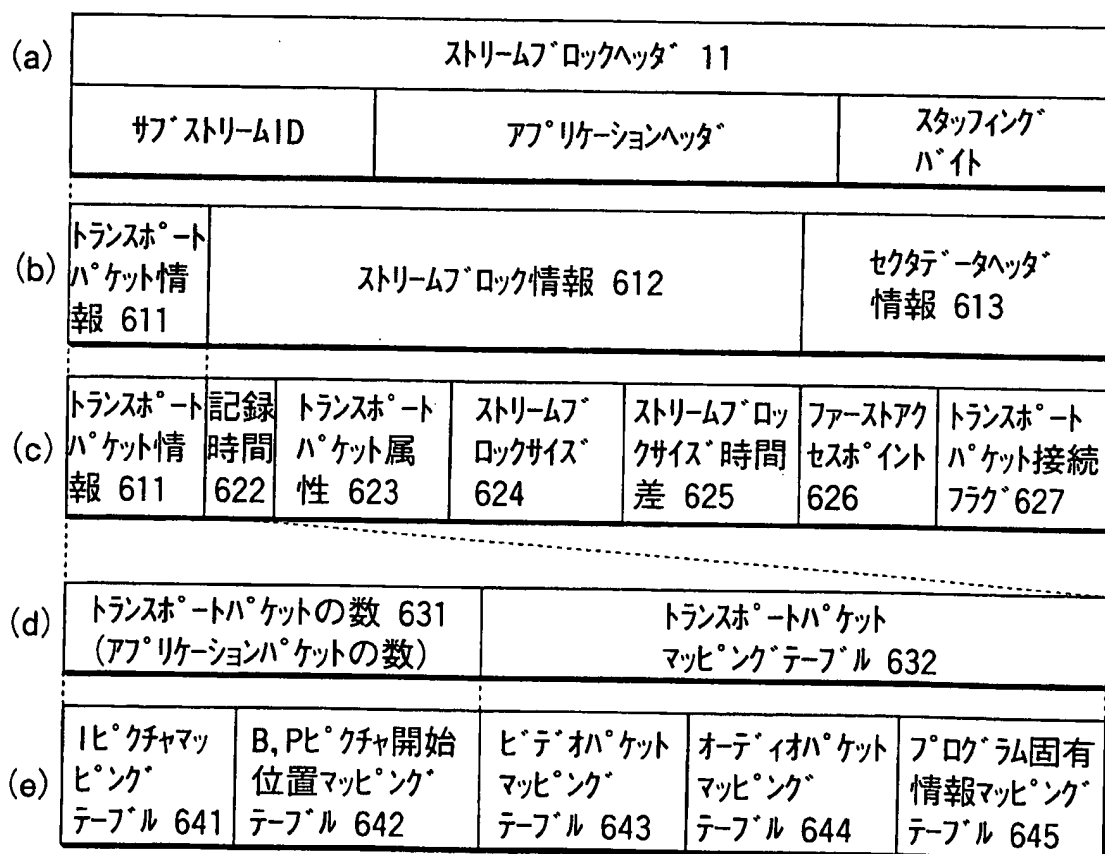 (a)
ストリームブロックヘッダ 11
サブストリームID
アプリケーションヘッダ
スタッフィング
バイト
(b)
トランスポート
パケット情
報 611
ストリームブロック情報 612
セクタデータヘッダ
情報 613
(c)
トランスポート
パケット情
報 611
記録
時間
622
トランスポート
パケット属
性 623
ストリームブ
ロックサイズ
624
ストリームブロッ
クサイズ時間
差 625
ファーストアク
セスポイント
626
トランスポート
パケット接続
フラグ 627
(d)
トランスポートパケットの数 631
(アプリケーションパケットの数)
トランスポートパケット
マッピングテーブル 632
(e)
Iピクチャマッ
ピング
テーブル 641
B,Pピクチャ開始
位置マッピング
テーブル 642
ビデオパケット
マッピング
テーブル 643
オーディオパケット
マッピング
テーブル 644
プログラム固有
情報マッピング
テーブル 645